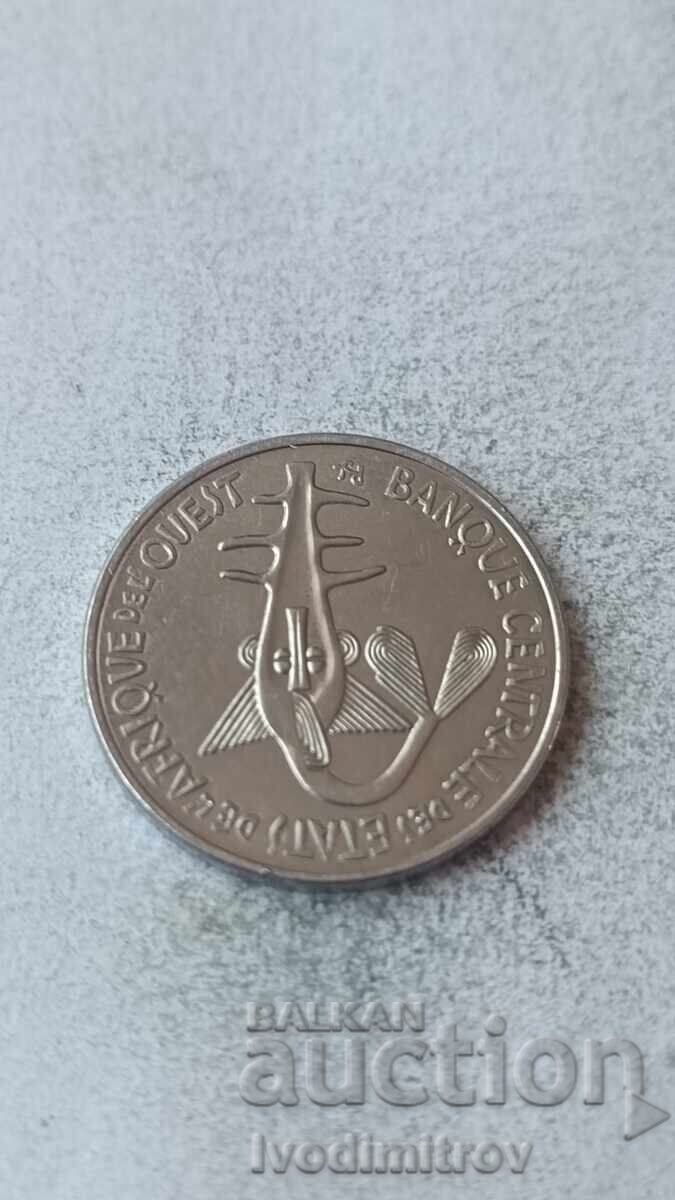 BANQUE CENTRALE DES ETATS DE L'AFRIQUE DE L'OUEST
BALKAN
auction
Ivodimitrov